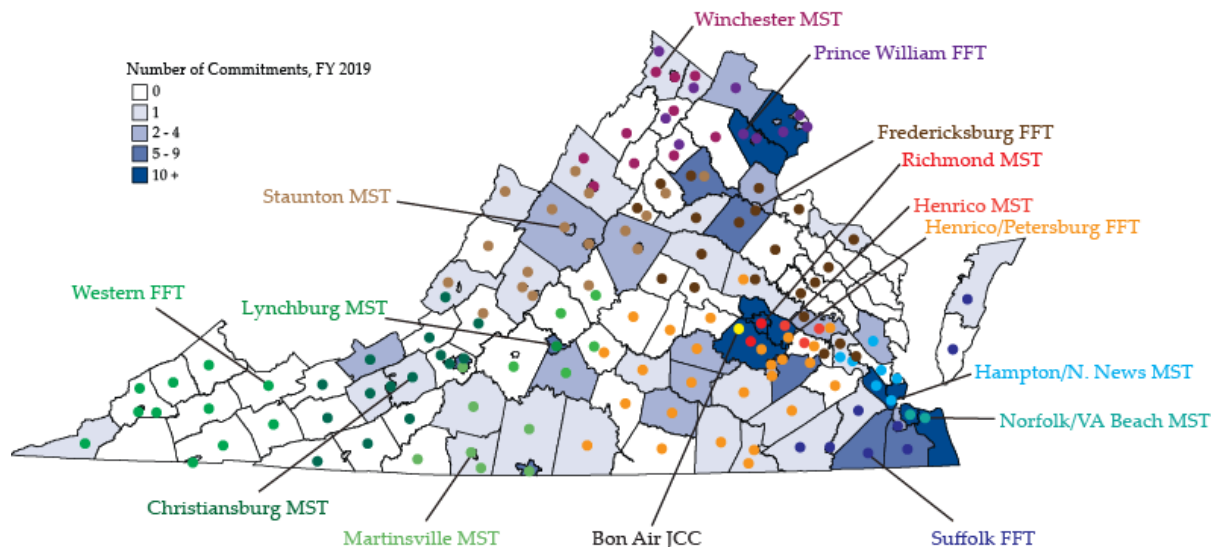 Winchester MST
Prince William FFT
Number of Commitments, FY 2019
0
1
2 - 4
5 - 9
10 +
Fredericksburg FFT
Richmond MST
Staunton MST
Henrico MST
Henrico/Petersburg FFT
Western FFT
Lynchburg MST
Hampton/N. News MST
Norfolk/VA Beach MST
Christiansburg MST
Martinsville MST
Bon Air JCC
Suffolk FFT